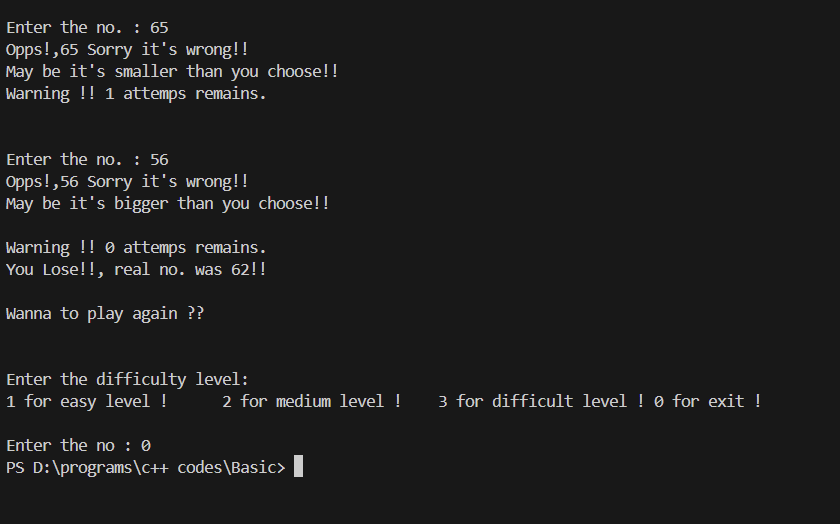 Enter the no. : 65
Opps!,65 Sorry it's wrong!!
May be it's smaller than you choose!!
Warning !! 1 attemps remains.
Enter the no. : 56
Opps!,56 Sorry it's wrong!!
May be it's bigger than you choose!!
Warning !! 0 attemps remains.
You Lose!!, real no. was 62!!
Wanna to play again ??
Enter the difficulty level:
1 for easy level !      2 for medium level !    3 for difficult level ! 0 for exit !
Enter the no : 0
PS D:\programs\c++ codes\Basic>